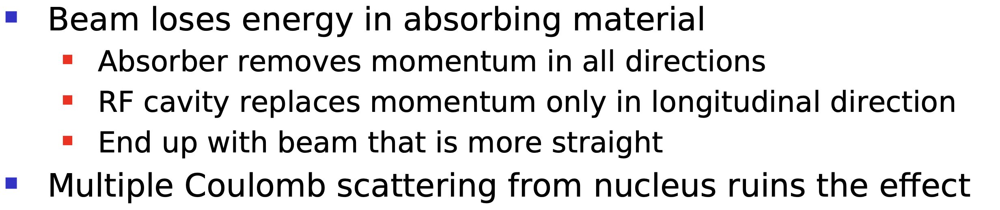 Beam loses energy in absorbing material
Absorber removes momentum in all directions
RF cavity replaces momentum only in longitudinal direction
End up with beam that is more straight
Multiple Coulomb scattering from nucleus ruins the effect